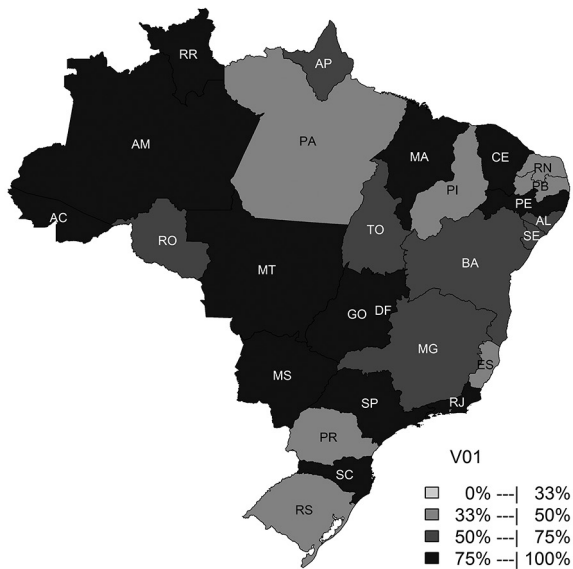 RR
AP
AM
PA
MA
CE
RN
PI
PB
PE
AC
AL
TO
SE
RO
BA
MT
GO DF
MG
ES
MS
SP
RJ
PR
SC
RS
V01
0% ---| 33%
33% ---| 50%
50% ---| 75%
75% ---| 100%